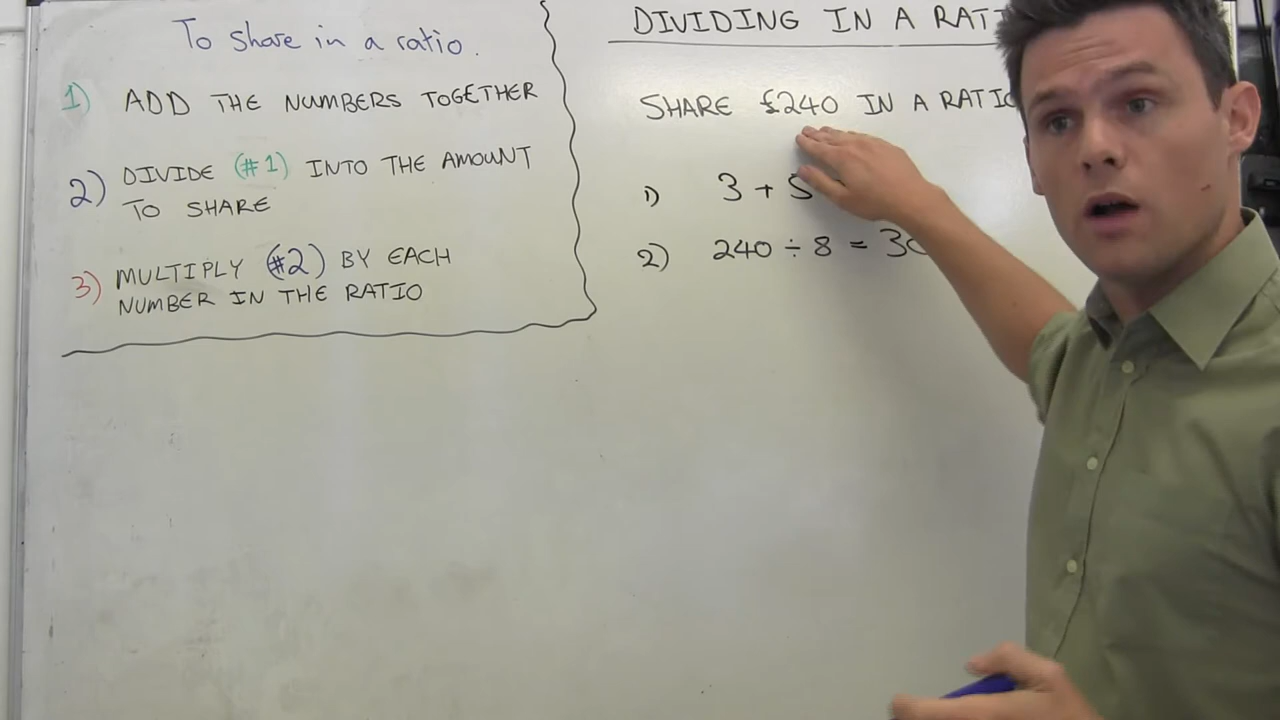 To share in a ratio.
1) ADD THE NUMBERS TOGETHER
2) DIVIDE (#1) INTO THE AMOUNT
TO SHARE
3) MULTIPLY (#2) BY EACH
NUMBER IN THE RATIO
DIVIDING IN A
SHARE £240 IN A RATIO
1) 3 + 5
2) 240 ÷ 8 = 30